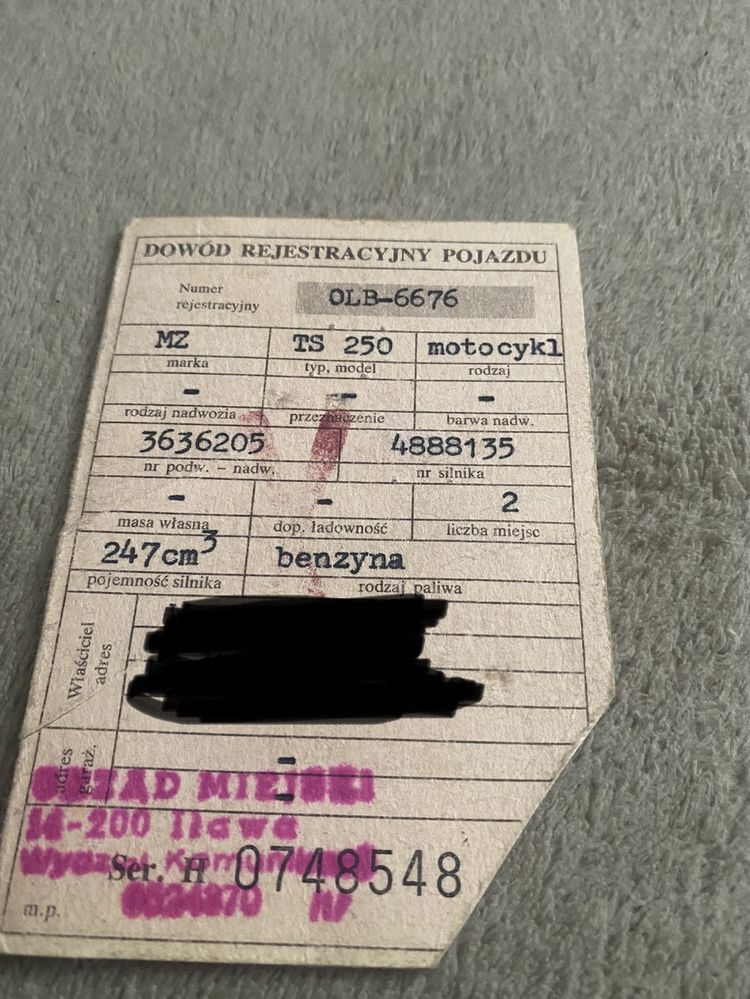 DOWÓD REJESTRACYJNY POJAZDU
Numer rejestracyjny OLB-6676
MZ TS 250 motocykl
marka typ, model rodzaj
- - -
rodzaj nadwozia przeznaczenie barwa nadw.
3636205 4888135
nr podw. – nadw. nr silnika
- - 2
masa własna dop. ładowność liczba miejsc
247cm³ benzyna
pojemność silnika rodzaj paliwa
Właściciel
adres
adres
garaż.
-
-
URZĄD MIEJSKI
14-200 Iława
Wydział
Ser. H 0748548
m.p.